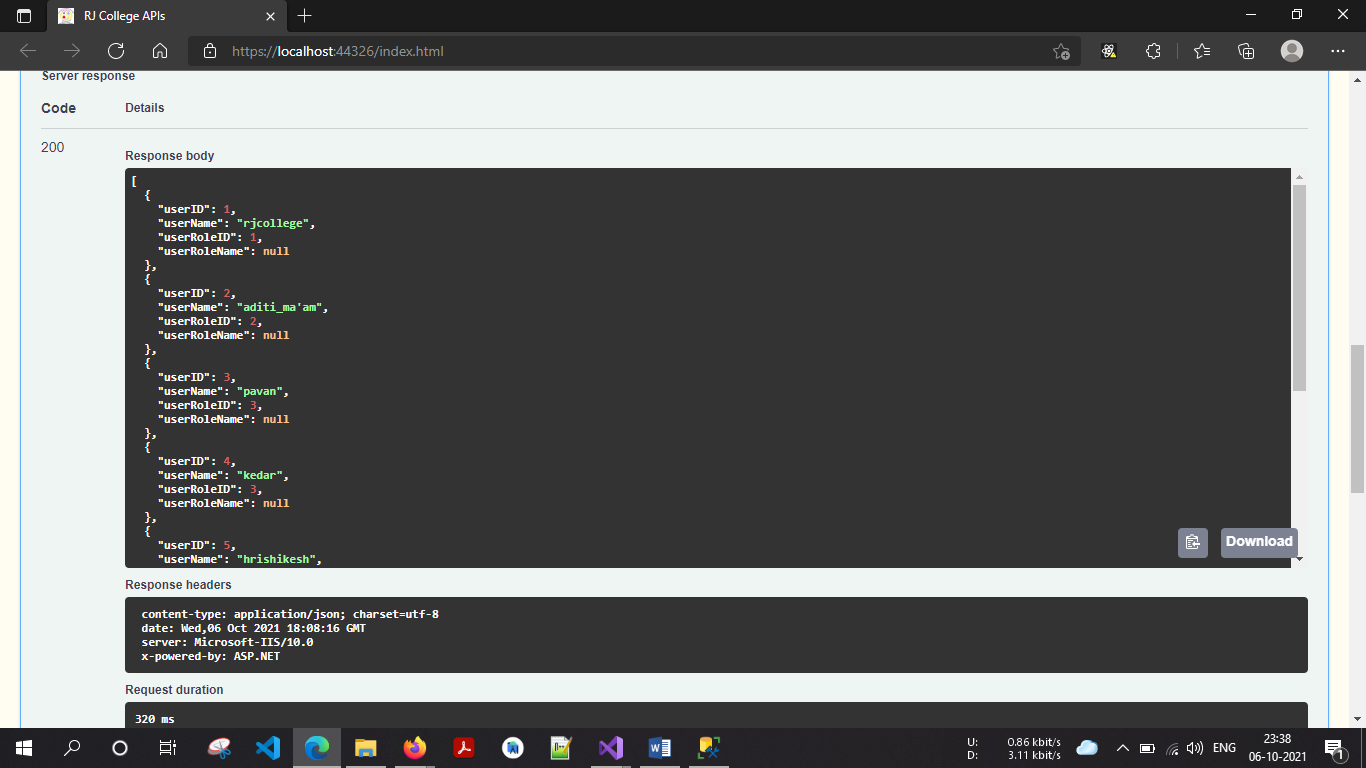 RJ College APIs
https://localhost:44326/index.html
Server response
Code Details
200
Response body
[
  {
    "userID": 1,
    "userName": "rjcollege",
    "userRoleID": 1,
    "userRoleName": null
  },
  {
    "userID": 2,
    "userName": "aditi_ma'am",
    "userRoleID": 2,
    "userRoleName": null
  },
  {
    "userID": 3,
    "userName": "pavan",
    "userRoleID": 3,
    "userRoleName": null
  },
  {
    "userID": 4,
    "userName": "kedar",
    "userRoleID": 3,
    "userRoleName": null
  },
  {
    "userID": 5,
    "userName": "hrishikesh",
Download
Response headers
content-type: application/json; charset=utf-8
date: Wed,06 Oct 2021 18:08:16 GMT
server: Microsoft-IIS/10.0
x-powered-by: ASP.NET
Request duration
320 ms
U: 0.86 kbit/s
D: 3.11 kbit/s
ENG
23:38
06-10-2021
1